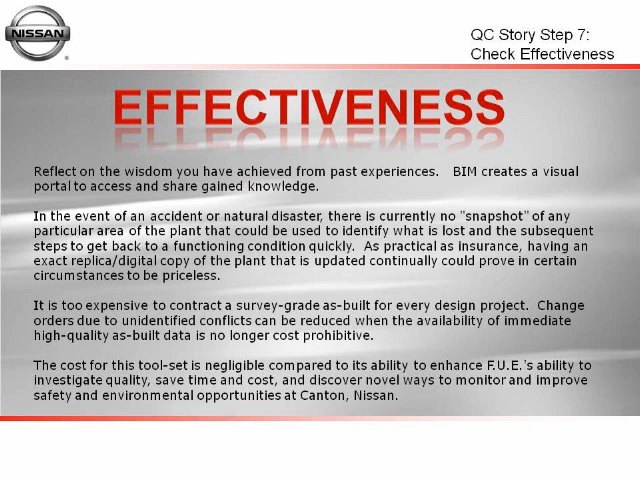 NISSAN
QC Story Step 7:
Check Effectiveness
EFFECTIVENESS
Reflect on the wisdom you have achieved from past experiences.   BIM creates a visual
portal to access and share gained knowledge.
In the event of an accident or natural disaster, there is currently no "snapshot" of any
particular area of the plant that could be used to identify what is lost and the subsequent
steps to get back to a functioning condition quickly.  As practical as insurance, having an
exact replica/digital copy of the plant that is updated continually could prove in certain
circumstances to be priceless.
It is too expensive to contract a survey-grade as-built for every design project.  Change
orders due to unidentified conflicts can be reduced when the availability of immediate
high-quality as-built data is no longer cost prohibitive.
The cost for this tool-set is negligible compared to its ability to enhance F.U.E.'s ability to
investigate quality, save time and cost, and discover novel ways to monitor and improve
safety and environmental opportunities at Canton, Nissan.